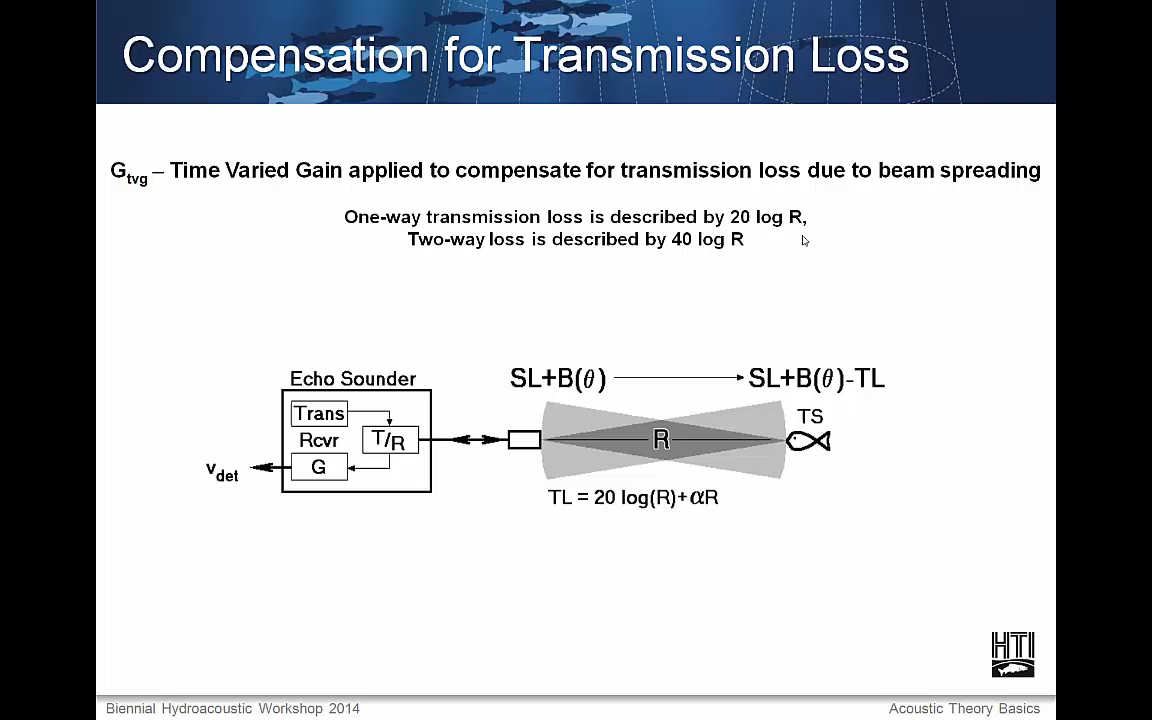 Compensation for Transmission Loss
G_tvg – Time Varied Gain applied to compensate for transmission loss due to beam spreading
One-way transmission loss is described by 20 log R,
Two-way loss is described by 40 log R
Echo Sounder
SL+B(θ)
SL+B(θ)-TL
Trans
Rcvr
T/R
G
R
TS
v_det
TL = 20 log(R)+αR
HTI
Biennial Hydroacoustic Workshop 2014
Acoustic Theory Basics